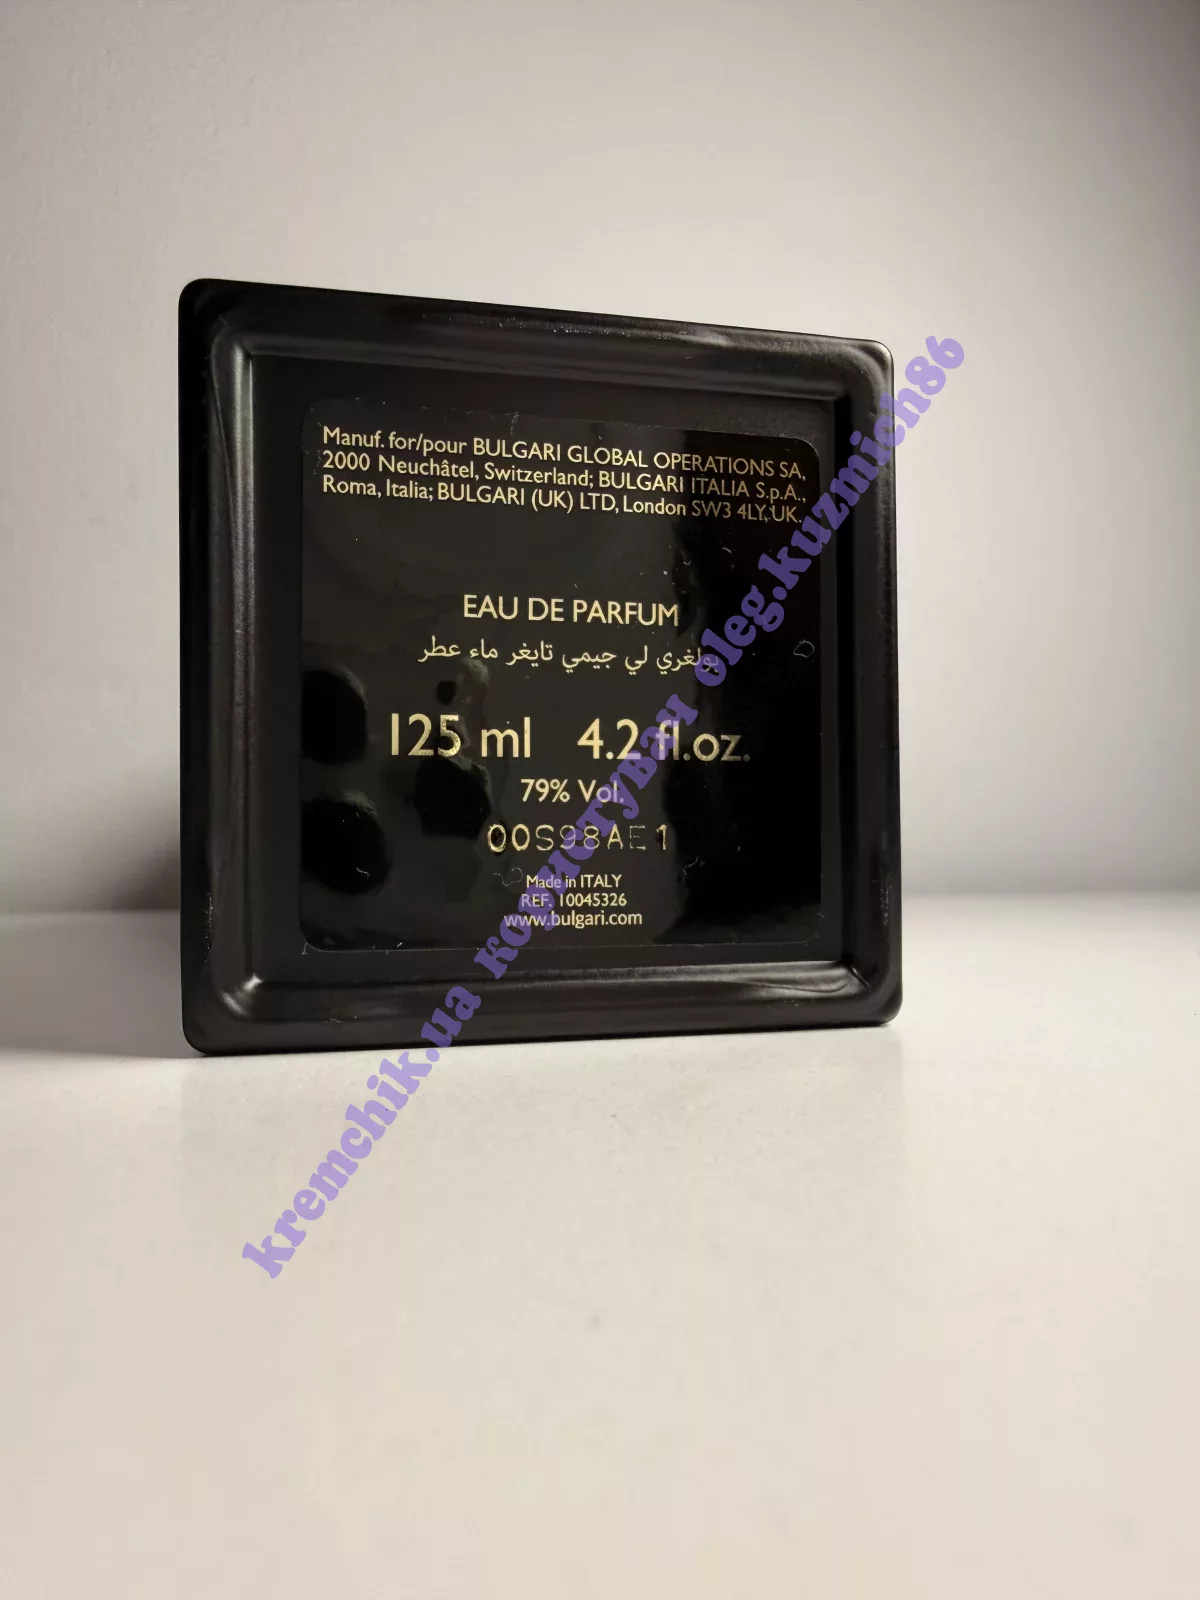 Manuf. for/pour BULGARI GLOBAL OPERATIONS SA,
2000 Neuchâtel, Switzerland; BULGARI ITALIA S.p.A.,
Roma, Italia; BULGARI (UK) LTD, London SW3 4LY, UK.
EAU DE PARFUM
بولغري لي جيمي تايغر ماء عطر
125 ml 4.2 fl.oz.
79% Vol.
00S98AE1
Made in ITALY
REF. 10045326
www.bulgari.com
kremchik.ua користувач oleg.kuzmich86